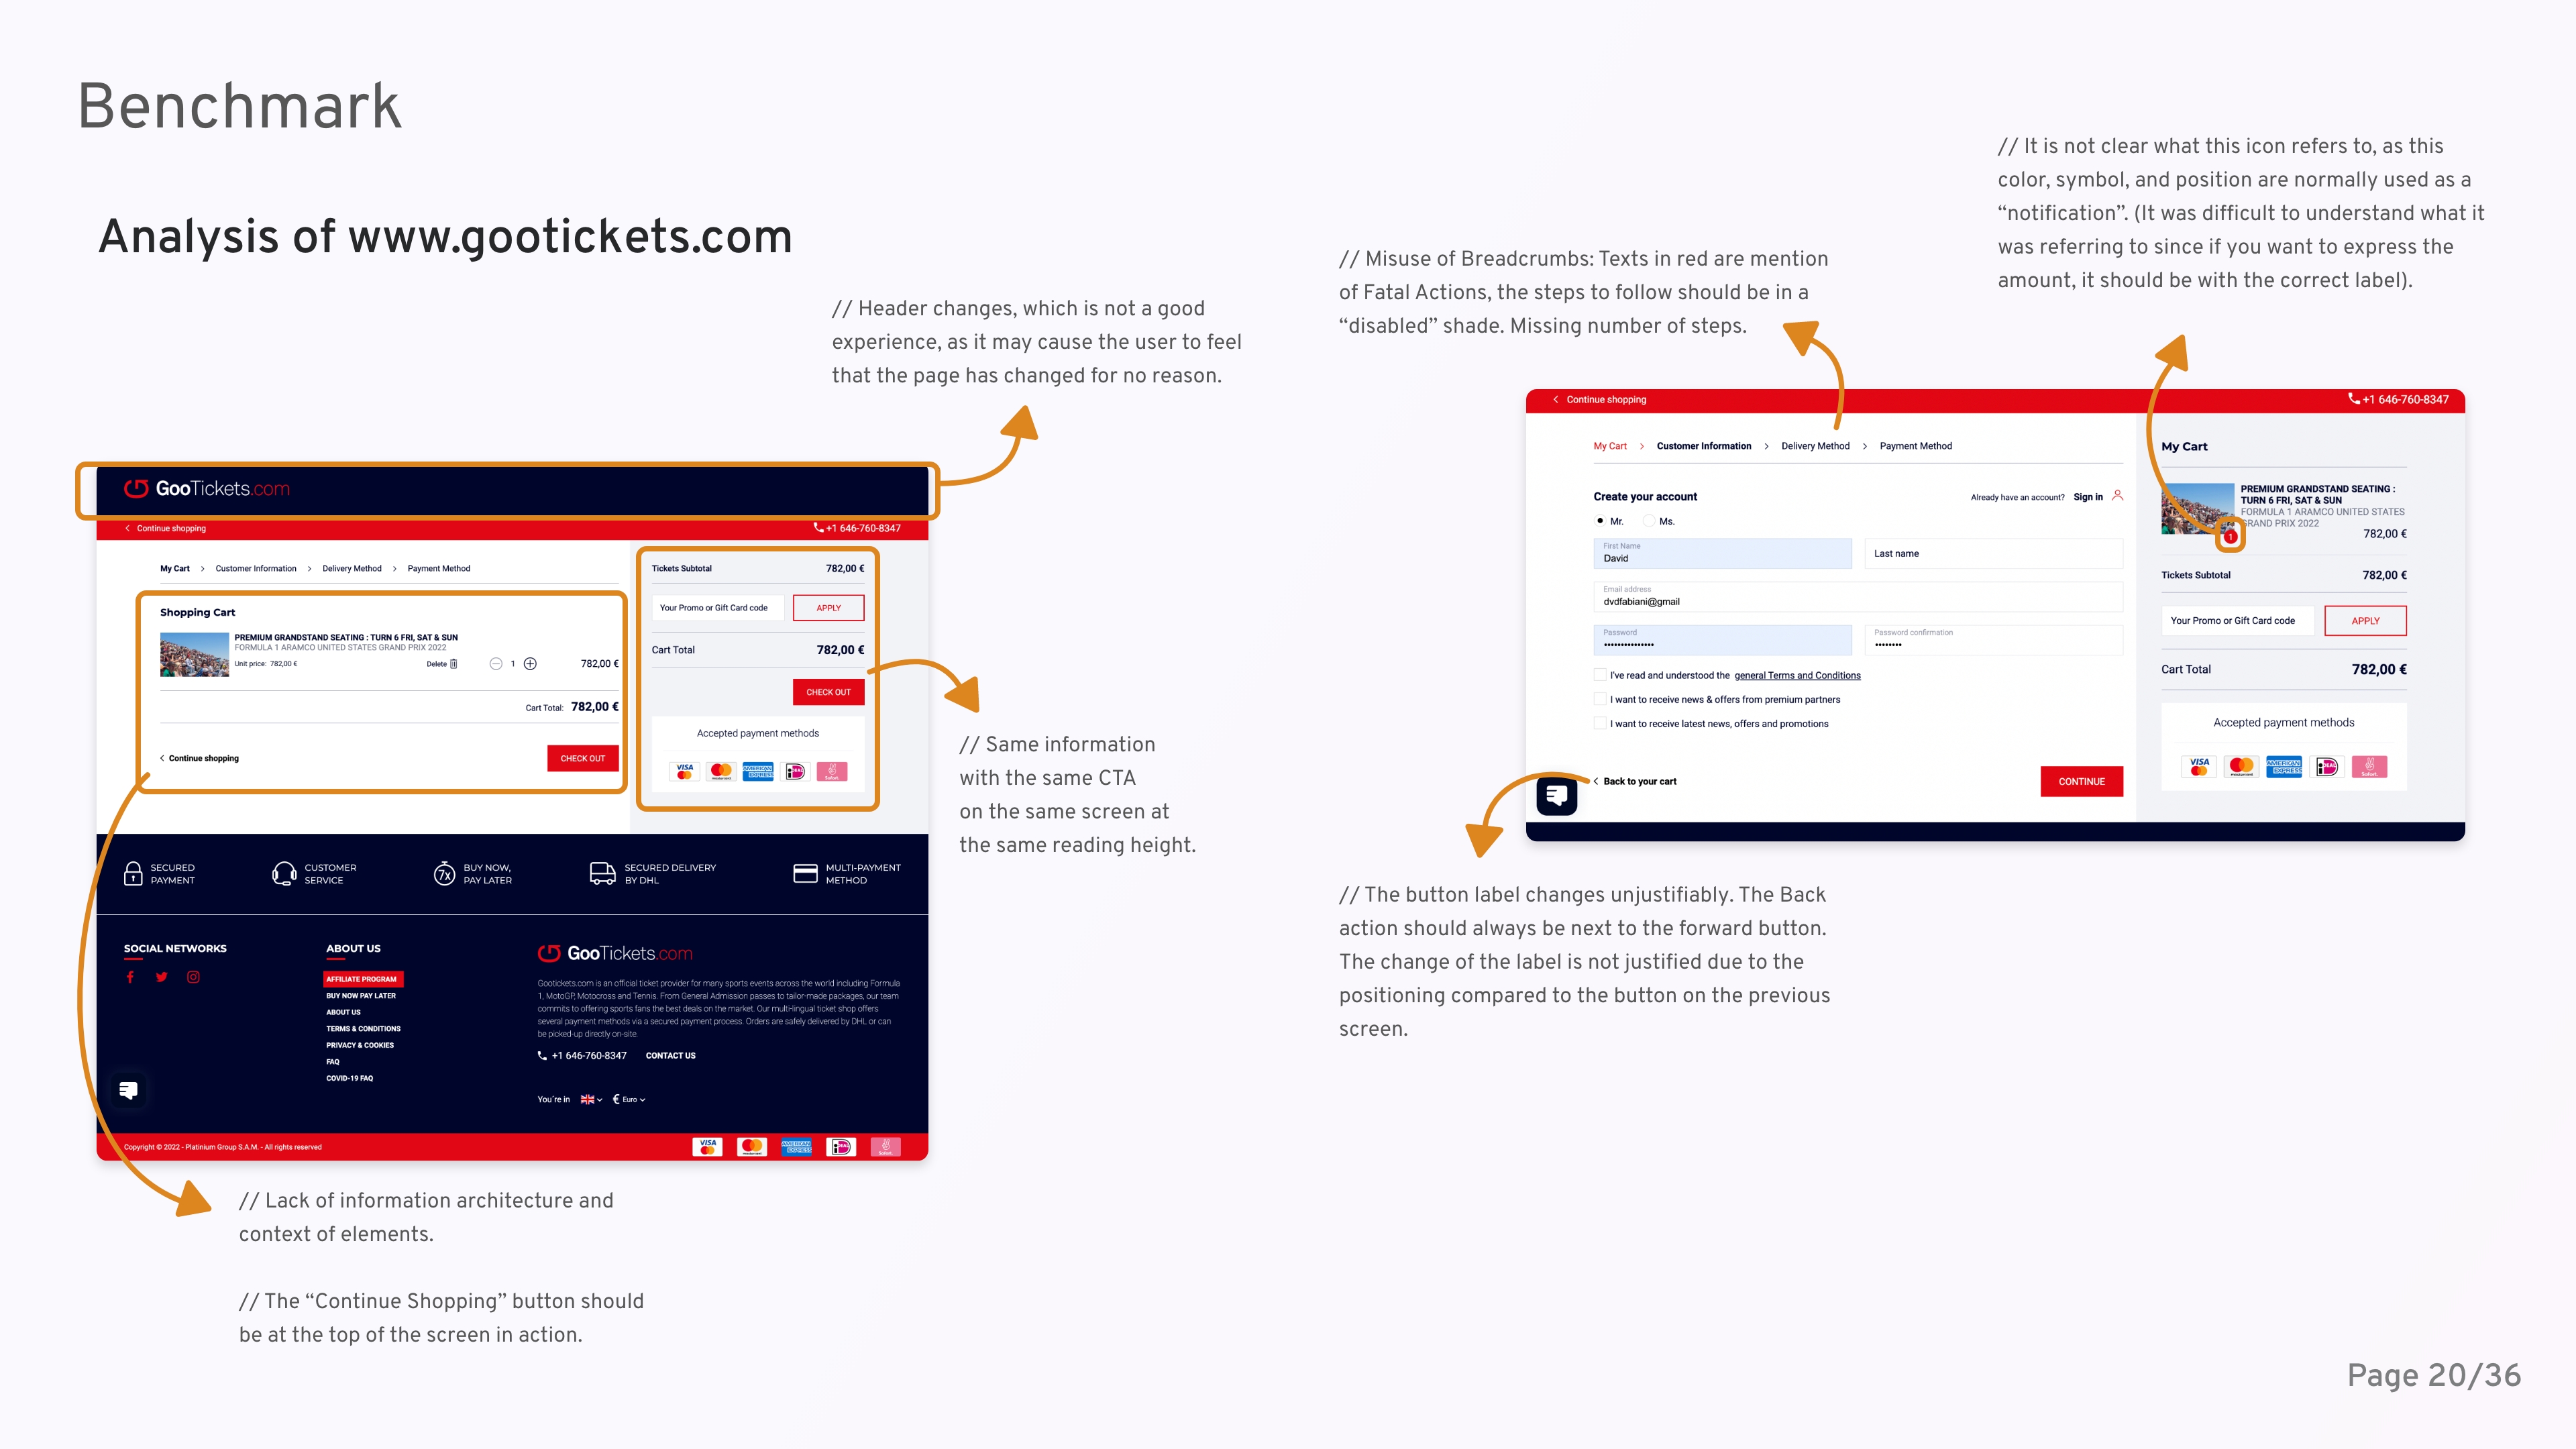 Benchmark
Analysis of www.gootickets.com
// Header changes, which is not a good
experience, as it may cause the user to feel
that the page has changed for no reason.
// Misuse of Breadcrumbs: Texts in red are mention
of Fatal Actions, the steps to follow should be in a
“disabled” shade. Missing number of steps.
// It is not clear what this icon refers to, as this
color, symbol, and position are normally used as a
“notification”. (It was difficult to understand what it
was referring to since if you want to express the
amount, it should be with the correct label).
GooTickets.com
< Continue shopping
+1 646-760-8347
My Cart > Customer Information > Delivery Method > Payment Method
Shopping Cart
PREMIUM GRANDSTAND SEATING : TURN 6 FRI, SAT & SUN
FORMULA 1 ARAMCO UNITED STATES GRAND PRIX 2022
Unit price: 782,00 €
Delete
1
782,00 €
Cart Total: 782,00 €
< Continue shopping
CHECK OUT
Tickets Subtotal 782,00 €
Your Promo or Gift Card code
APPLY
Cart Total 782,00 €
CHECK OUT
Accepted payment methods
VISA
mastercard
AMERICAN EXPRESS
iDEAL
Sofort.
// Same information
with the same CTA
on the same screen at
the same reading height.
SECURED
PAYMENT
CUSTOMER
SERVICE
7x
BUY NOW,
PAY LATER
SECURED DELIVERY
BY DHL
MULTI-PAYMENT
METHOD
SOCIAL NETWORKS
ABOUT US
AFFILIATE PROGRAM
BUY NOW PAY LATER
ABOUT US
TERMS & CONDITIONS
PRIVACY & COOKIES
FAQ
COVID-19 FAQ
GooTickets.com
Gootickets.com is an official ticket provider for many sports events across the world including Formula
1, MotoGP, Motocross and Tennis. From General Admission passes to tailor-made packages, our team
commits to offering sports fans the best deals on the market. Our multi-lingual ticket shop offers
several payment methods via a secured payment process. Orders are safely delivered by DHL or can
be picked-up directly on-site.
+1 646-760-8347 CONTACT US
You're in
€ Euro
Copyright © 2022 - Platinium Group S.A.M. - All rights reserved
VISA
mastercard
AMERICAN EXPRESS
iDEAL
Sofort.
// Lack of information architecture and
context of elements.
// The “Continue Shopping” button should
be at the top of the screen in action.
< Continue shopping
+1 646-760-8347
My Cart > Customer Information > Delivery Method > Payment Method
Create your account
Already have an account? Sign in
Mr. Ms.
First Name
David
Last name
Email address
dvdfabiani@gmail
Password
Password confirmation
I've read and understood the general Terms and Conditions
I want to receive news & offers from premium partners
I want to receive latest news, offers and promotions
< Back to your cart
CONTINUE
My Cart
PREMIUM GRANDSTAND SEATING :
TURN 6 FRI, SAT & SUN
FORMULA 1 ARAMCO UNITED STATES
GRAND PRIX 2022
1
782,00 €
Tickets Subtotal 782,00 €
Your Promo or Gift Card code
APPLY
Cart Total 782,00 €
Accepted payment methods
VISA
mastercard
AMERICAN EXPRESS
iDEAL
Sofort.
// The button label changes unjustifiably. The Back
action should always be next to the forward button.
The change of the label is not justified due to the
positioning compared to the button on the previous
screen.
Page 20/36